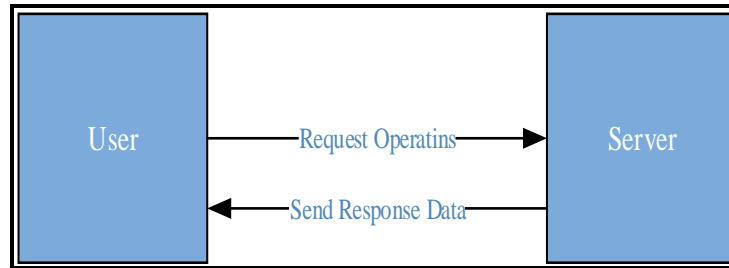 User
Request Operatins
Server
Send Response Data